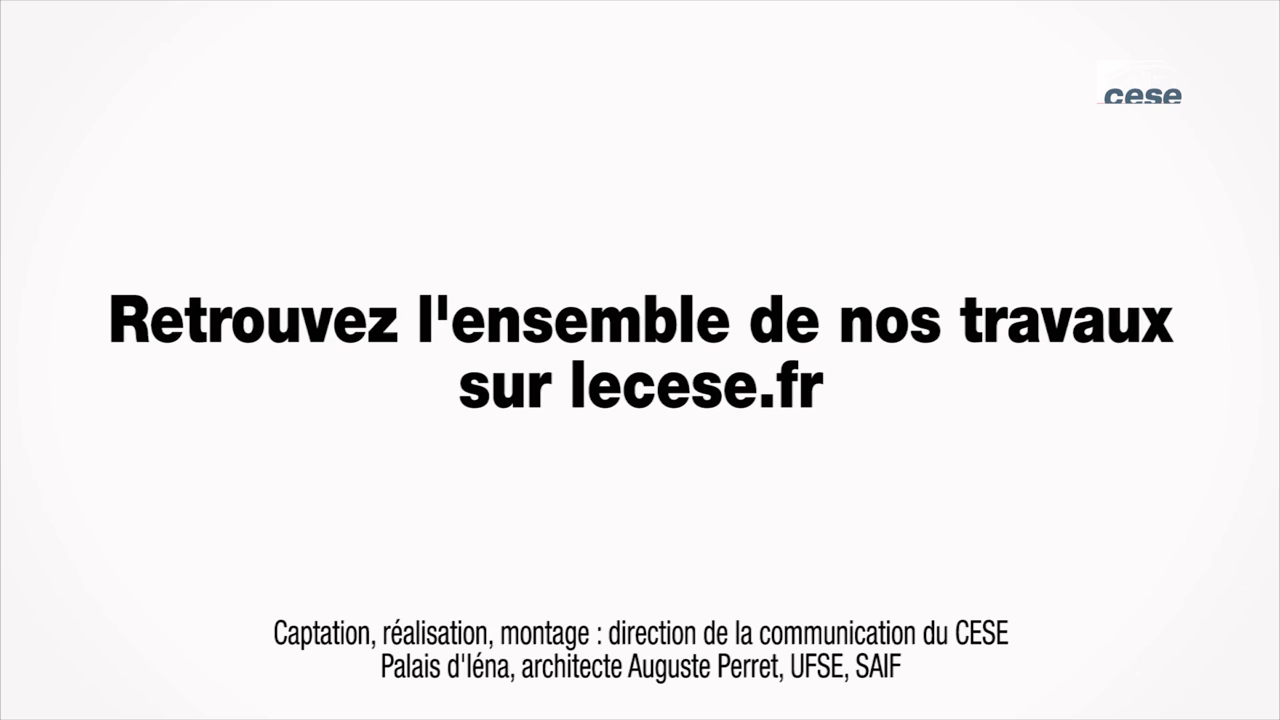 cese
Retrouvez l'ensemble de nos travaux
sur lecese.fr
Captation, réalisation, montage : direction de la communication du CESE
Palais d'Iéna, architecte Auguste Perret, UFSE, SAIF